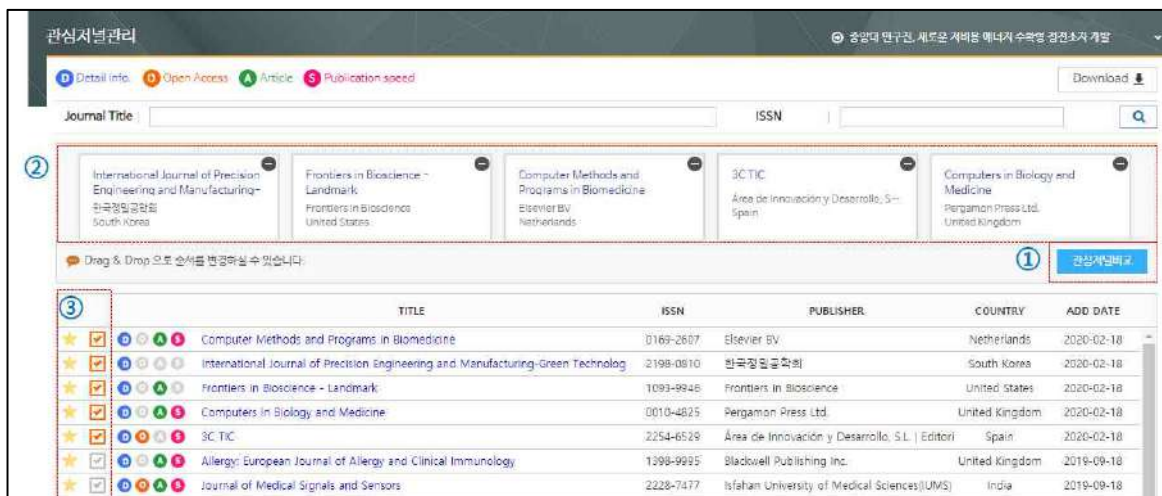 관심저널관리
중앙대 연구진, 새로운 저비용 에너지 수확형 압전소자 개발
D Detail info. O Open Access A Article S Publication speed
Download
Journal Title ISSN
②
International Journal of Precision
Engineering and Manufacturing-
한국정밀공학회
South Korea
Frontiers in Bioscience -
Landmark
Frontiers in Bioscience
United States
Computer Methods and
Programs in Biomedicine
Elsevier BV
Netherlands
3C TIC
Área de Innovación y Desarrollo, S--
Spain
Computers in Biology and
Medicine
Pergamon Press Ltd.
United Kingdom
Drag & Drop 으로 순서를 변경하실 수 있습니다.
① 관심저널비교
③ TITLE ISSN PUBLISHER COUNTRY ADD DATE
D O A S Computer Methods and Programs in Biomedicine 0169-2607 Elsevier BV Netherlands 2020-02-18
D O A S International Journal of Precision Engineering and Manufacturing-Green Technolog 2198-0810 한국정밀공학회 South Korea 2020-02-18
D O A S Frontiers in Bioscience - Landmark 1093-9946 Frontiers in Bioscience United States 2020-02-18
D O A S Computers in Biology and Medicine 0010-4825 Pergamon Press Ltd. United Kingdom 2020-02-18
D O A S 3C TIC 2254-6529 Área de Innovación y Desarrollo, S.L. | Editori Spain 2020-02-18
D O A S Allergy: European Journal of Allergy and Clinical Immunology 1398-9995 Blackwell Publishing Inc. United Kingdom 2019-09-18
D O A S Journal of Medical Signals and Sensors 2228-7477 Isfahan University of Medical Sciences(IUMS) India 2019-09-18